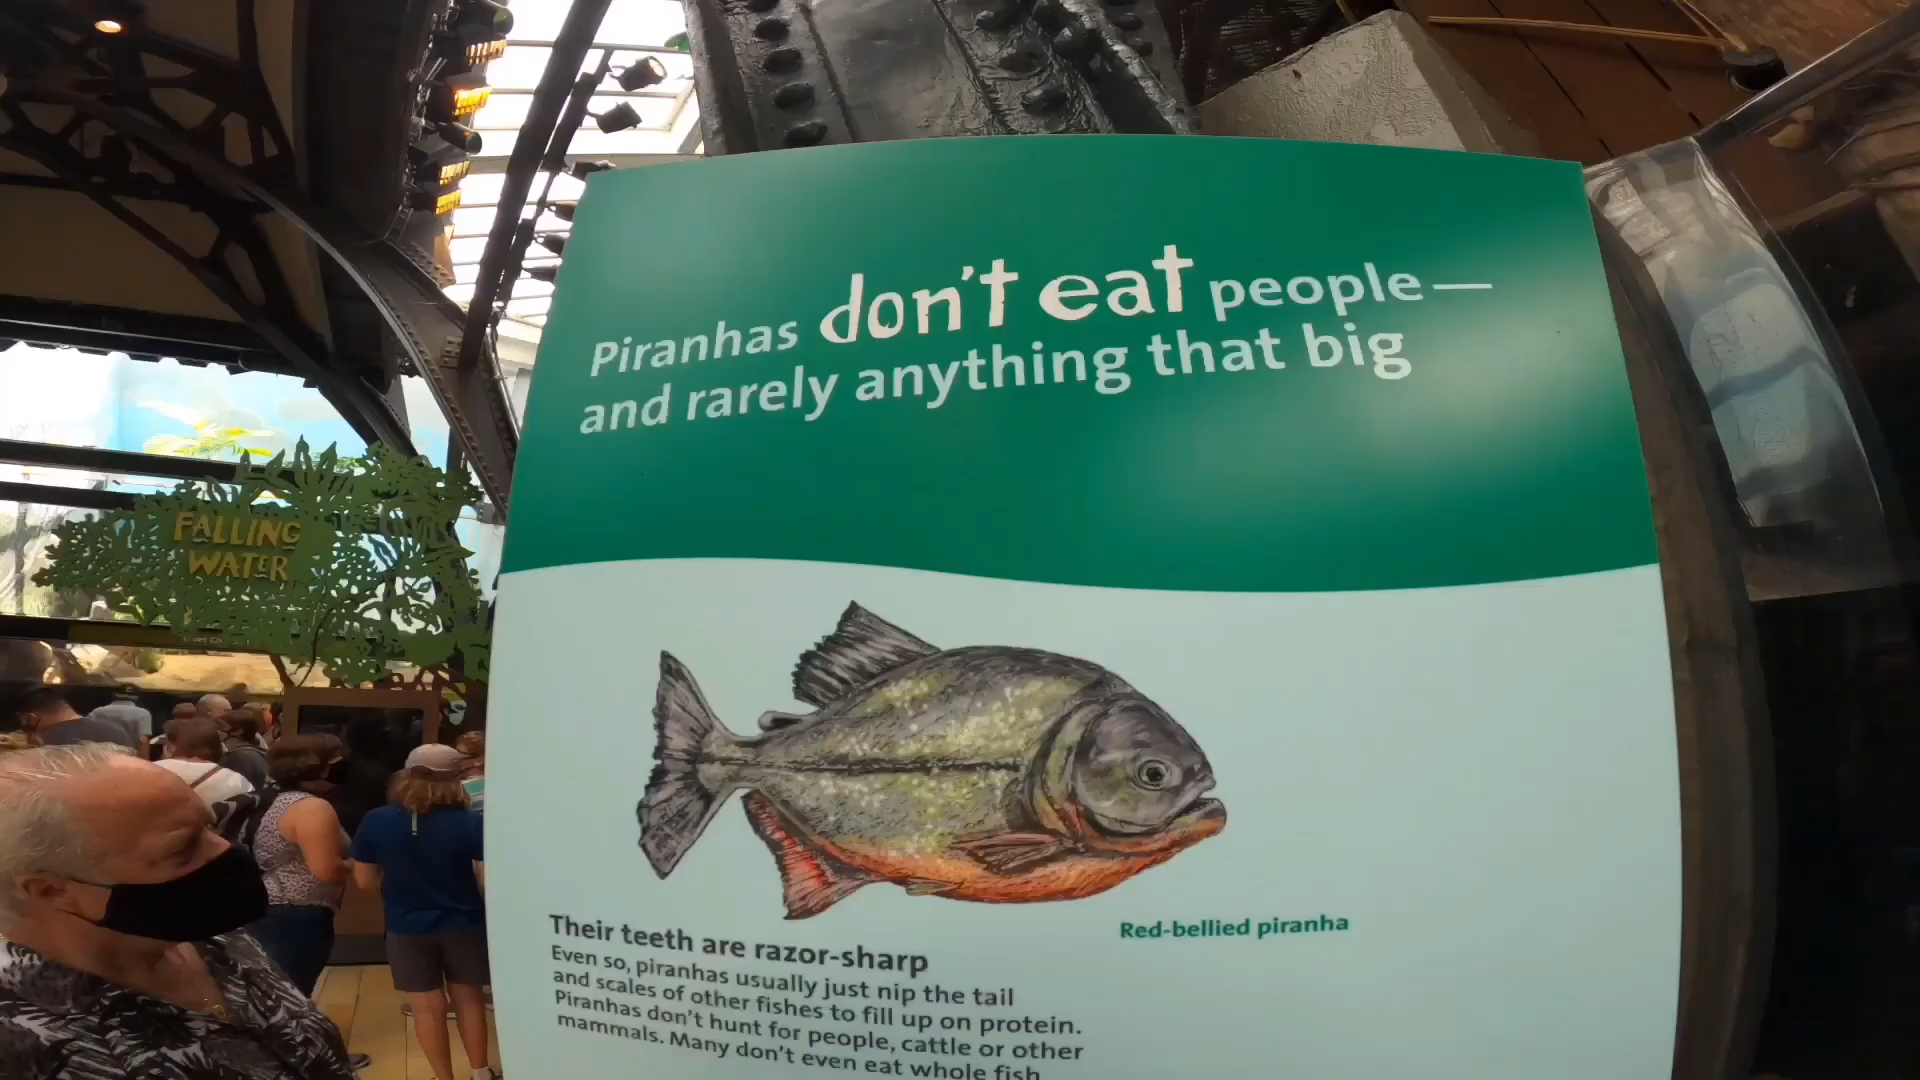 Piranhas don't eat people—
and rarely anything that big
FALLING
WATER
Red-bellied piranha
Their teeth are razor-sharp
Even so, piranhas usually just nip the tail
and scales of other fishes to fill up on protein.
Piranhas don't hunt for people, cattle or other
mammals. Many don't even eat whole fish